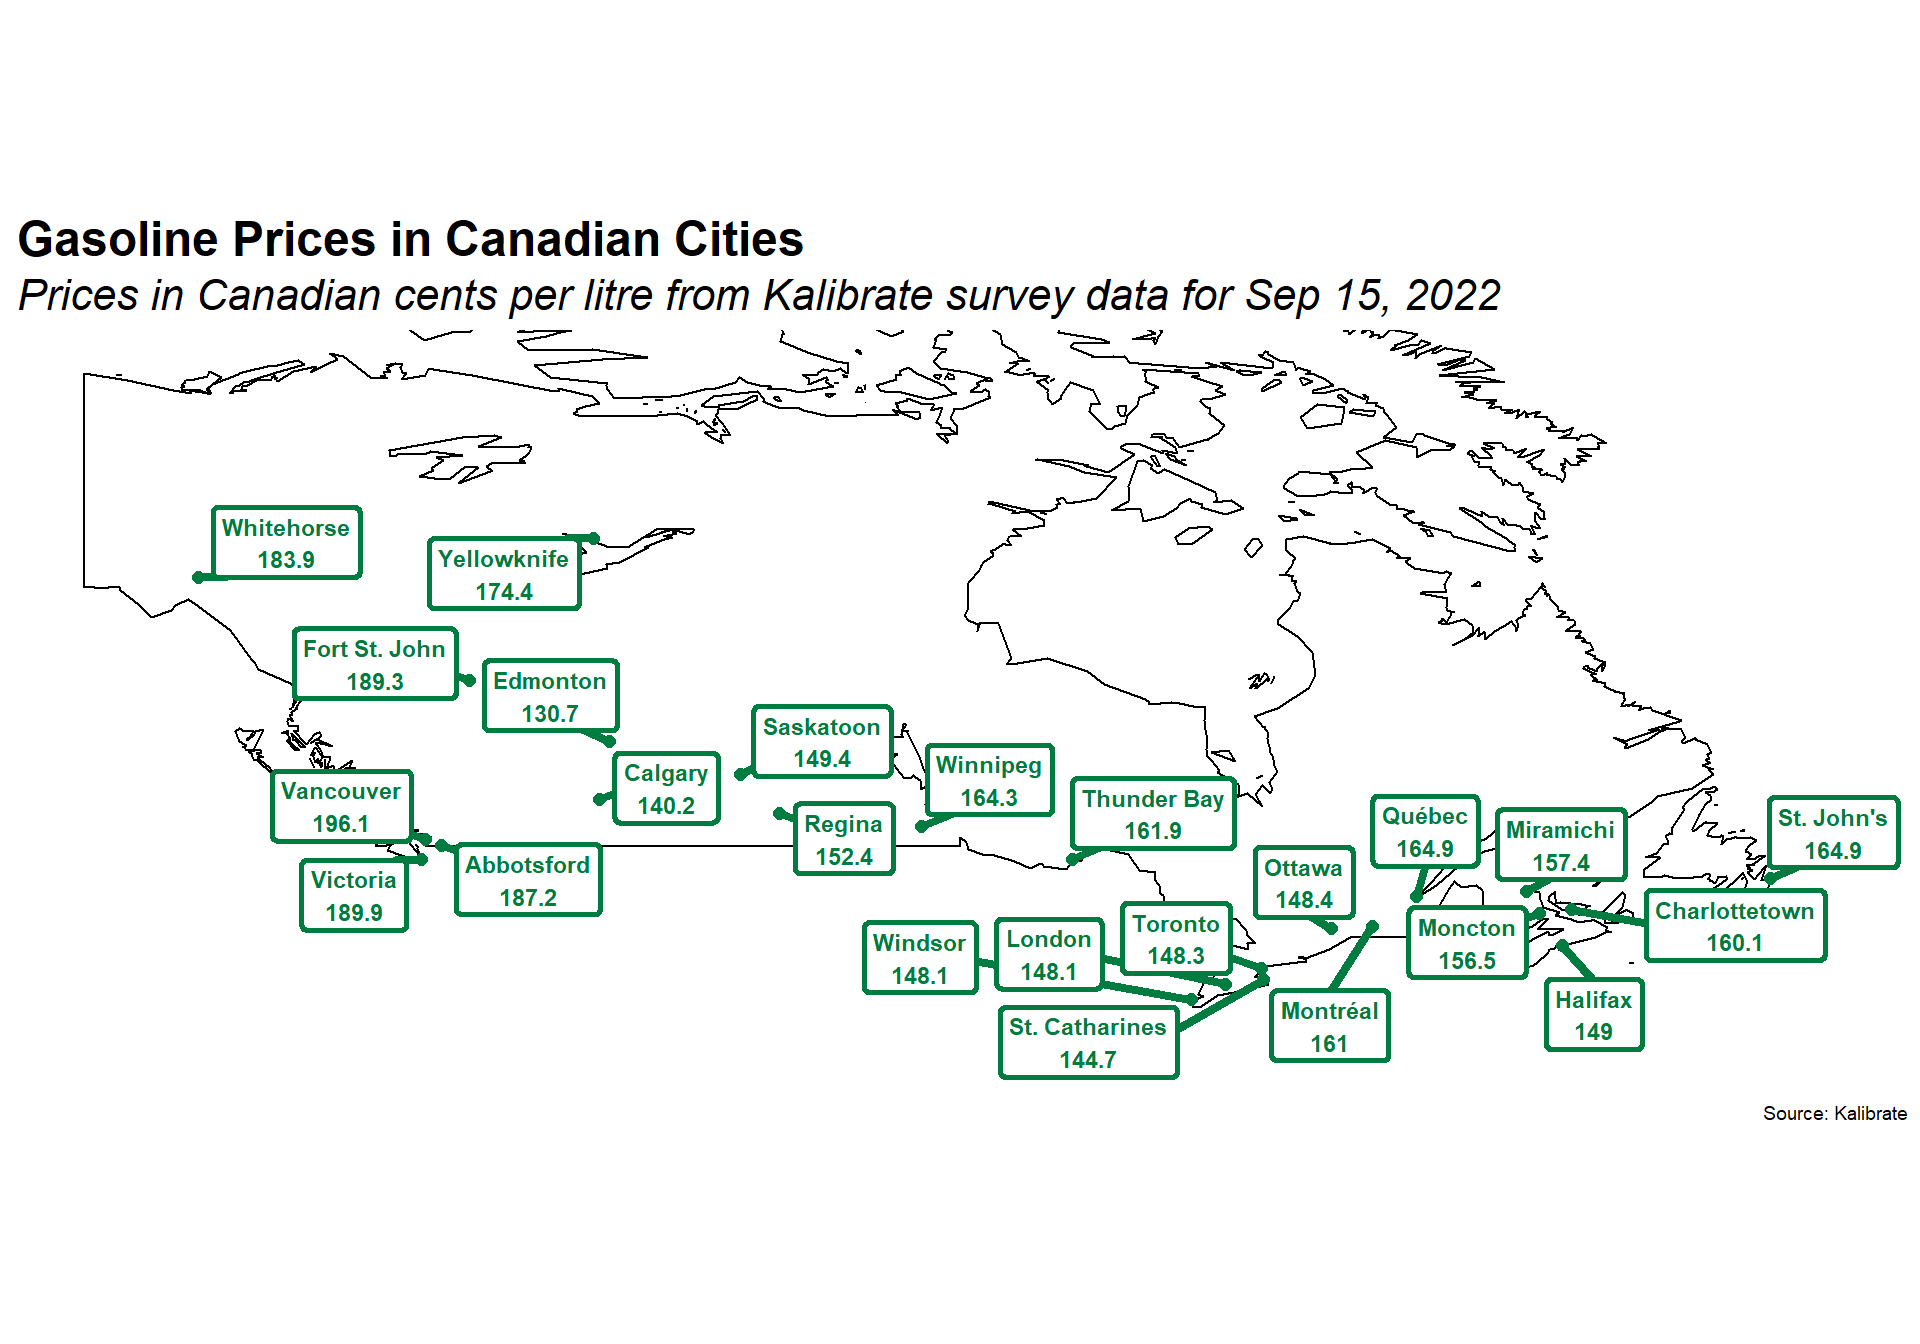 Gasoline Prices in Canadian Cities
Prices in Canadian cents per litre from Kalibrate survey data for Sep 15, 2022
Whitehorse
183.9
Yellowknife
174.4
Fort St. John
189.3
Edmonton
130.7
Saskatoon
149.4
Winnipeg
164.3
Calgary
140.2
Vancouver
196.1
Thunder Bay
161.9
Regina
152.4
Québec
164.9
Miramichi
157.4
St. John's
164.9
Abbotsford
187.2
Victoria
189.9
Ottawa
148.4
Charlottetown
160.1
Toronto
148.3
Moncton
156.5
Windsor
148.1
London
148.1
St. Catharines
144.7
Montréal
161
Halifax
149
Source: Kalibrate